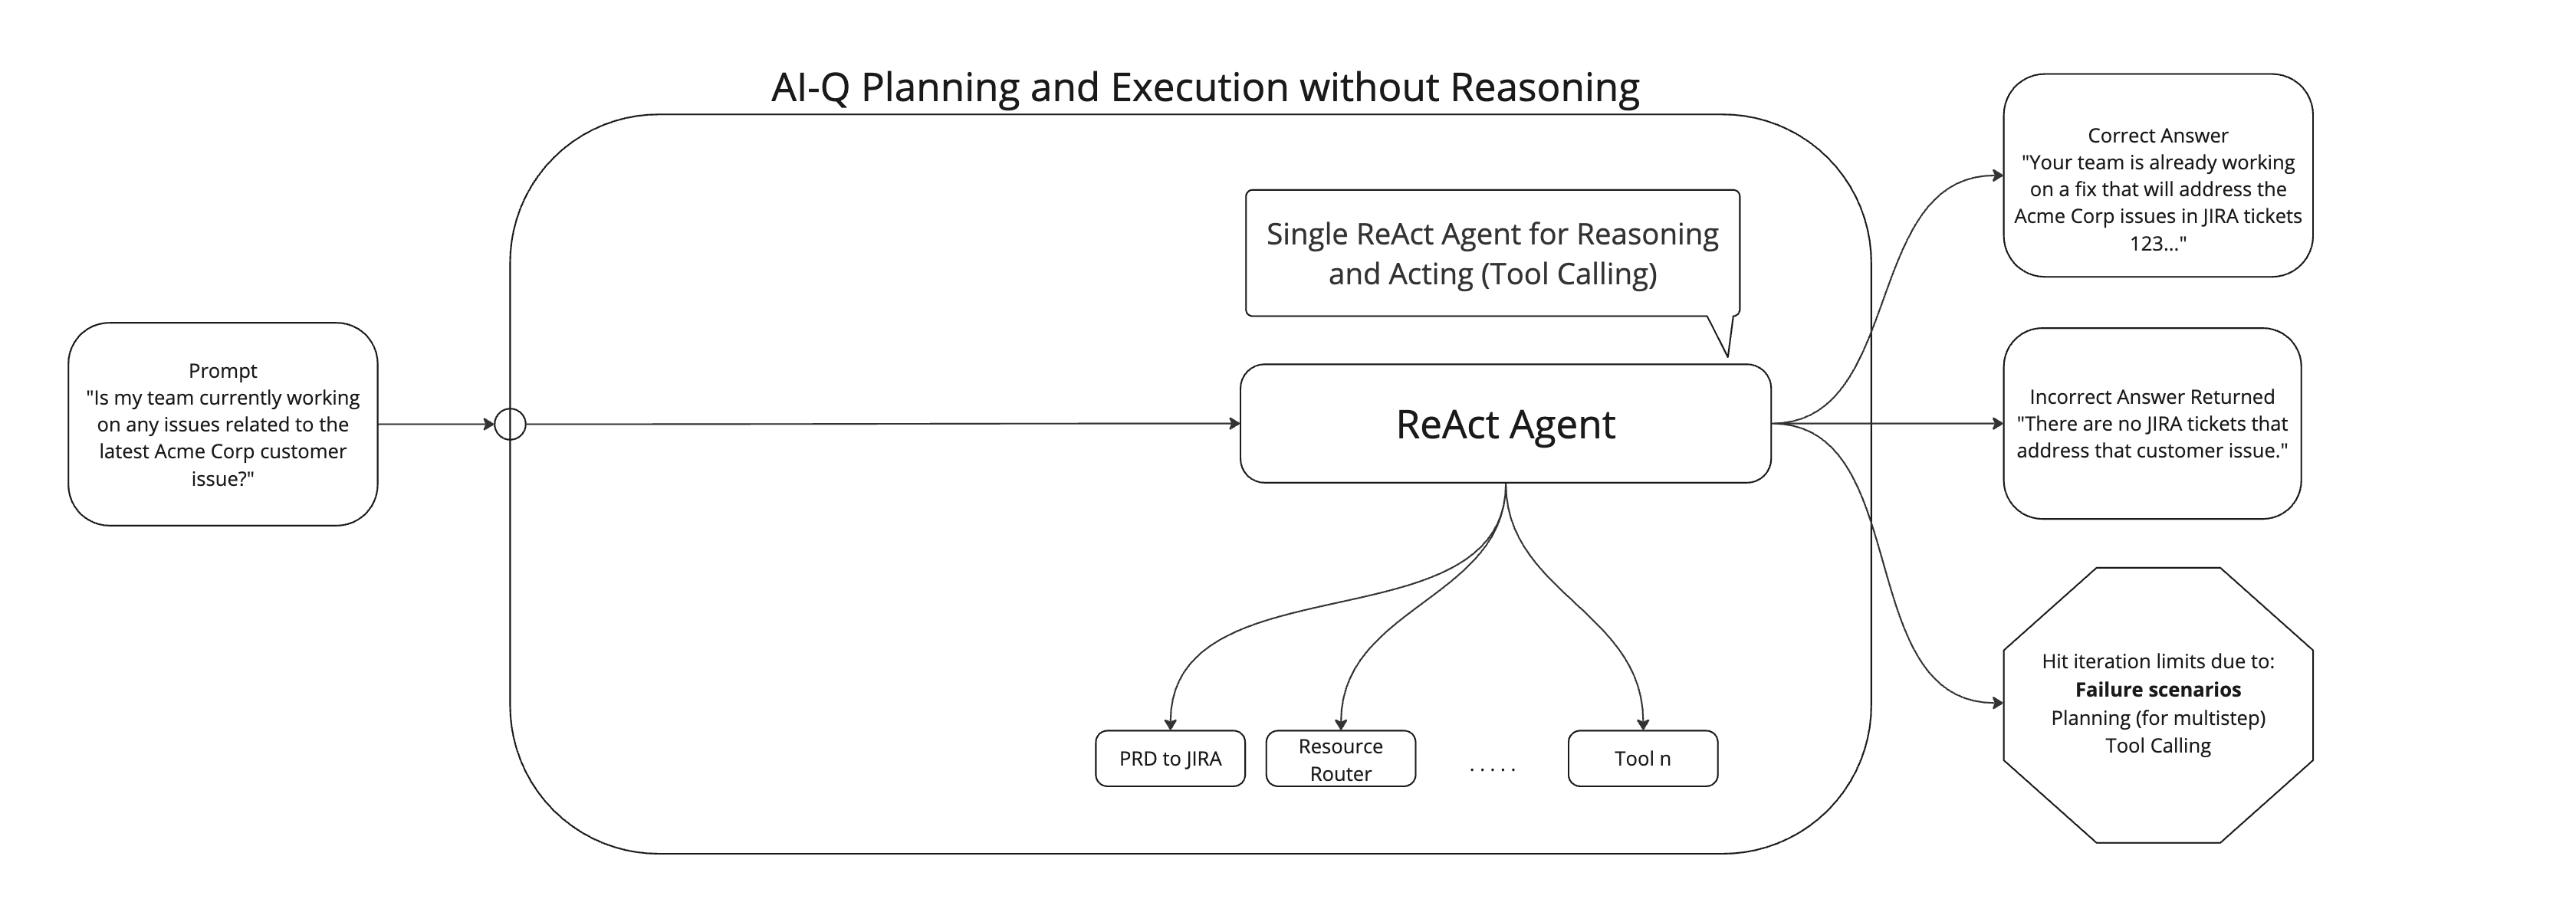 AI-Q Planning and Execution without Reasoning
Prompt
"Is my team currently working
on any issues related to the
latest Acme Corp customer
issue?"
Single ReAct Agent for Reasoning
and Acting (Tool Calling)
ReAct Agent
PRD to JIRA
Resource
Router
.....
Tool n
Correct Answer
"Your team is already working
on a fix that will address the
Acme Corp issues in JIRA tickets
123..."
Incorrect Answer Returned
"There are no JIRA tickets that
address that customer issue."
Hit iteration limits due to:
Failure scenarios
Planning (for multistep)
Tool Calling